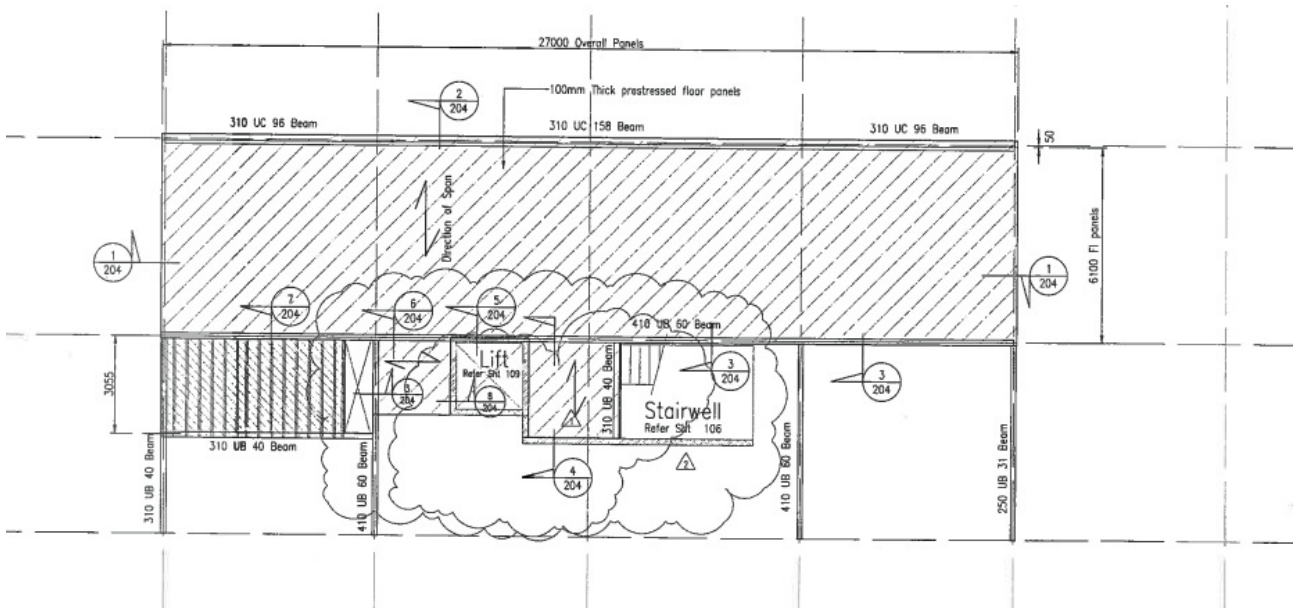 27000 Overall Panels
2
204
100mm Thick prestressed floor panels
310 UC 96 Beam
310 UC 158 Beam
310 UC 96 Beam
50
Direction of Span
6100 Fl panels
1
204
1
204
7
204
6
204
5
204
410 UB 60 Beam
3055
Lift
Refer Sht 109
310 UB 40 Beam
3
204
3
204
204
8
204
1
Stairwell
Refer Sht 106
310 UB 40 Beam
2
4
204
310 UB 40 Beam
410 UB 60 Beam
410 UB 60 Beam
250 UB 31 Beam